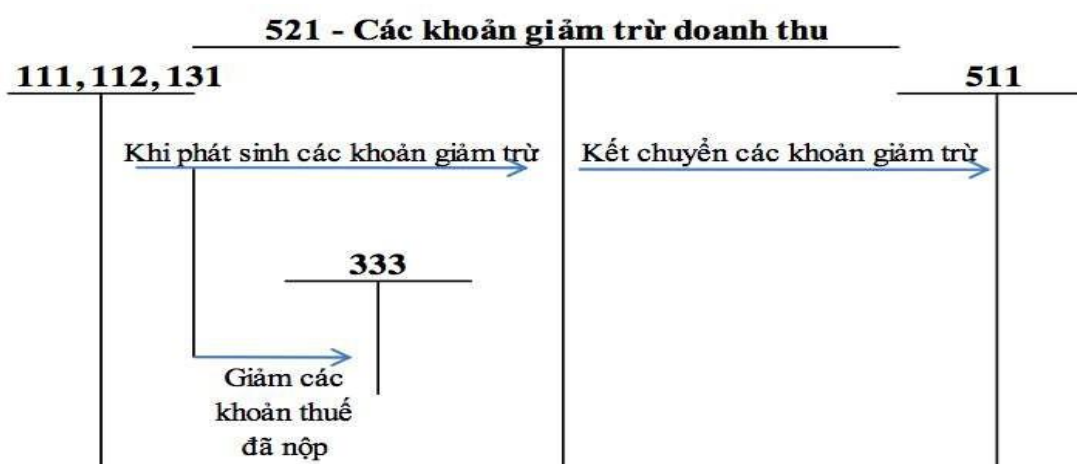 521 - Các khoản giảm trừ doanh thu
111, 112, 131
511
Khi phát sinh các khoản giảm trừ
Kết chuyển các khoản giảm trừ
333
Giảm các
khoản thuế
đã nộp